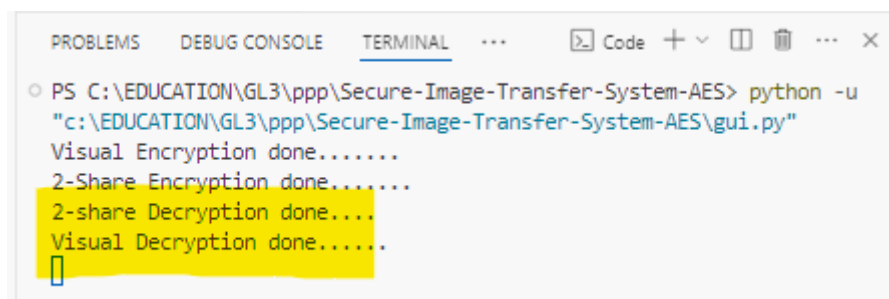 PROBLEMS DEBUG CONSOLE TERMINAL ··· Code
PS C:\EDUCATION\GL3\ppp\Secure-Image-Transfer-System-AES> python -u
"c:\EDUCATION\GL3\ppp\Secure-Image-Transfer-System-AES\gui.py"
Visual Encryption done.......
2-Share Encryption done.......
2-share Decryption done....
Visual Decryption done......